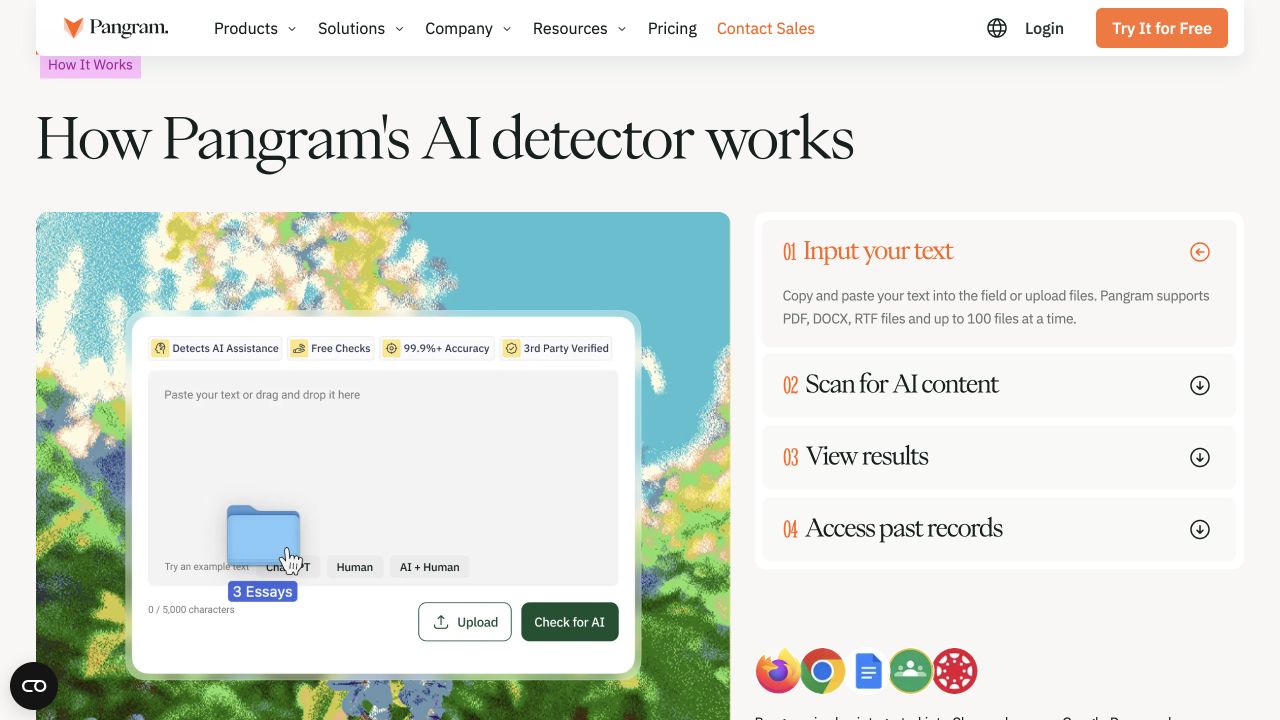 Pangram.
Products
Solutions
Company
Resources
Pricing
Contact Sales
Login
Try It for Free
How It Works
How Pangram's AI detector works
Detects AI Assistance
Free Checks
99.9%+ Accuracy
3rd Party Verified
Paste your text or drag and drop it here
Try an example text
Human
AI + Human
3 Essays
0 / 5,000 characters
Upload
Check for AI
01 Input your text
Copy and paste your text into the field or upload files. Pangram supports
PDF, DOCX, RTF files and up to 100 files at a time.
02 Scan for AI content
03 View results
04 Access past records